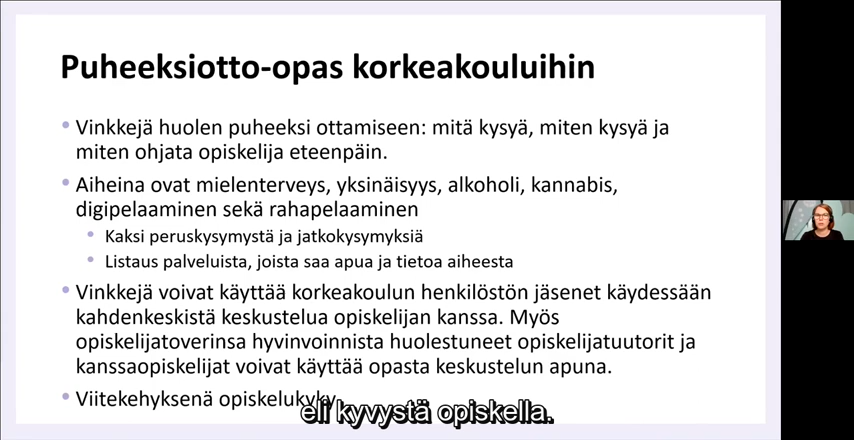 Puheeksiotto-opas korkeakouluihin
• Vinkkejä huolen puheeksi ottamiseen: mitä kysyä, miten kysyä ja
miten ohjata opiskelija eteenpäin.
• Aiheina ovat mielenterveys, yksinäisyys, alkoholi, kannabis,
digipelaaminen sekä rahapelaaminen
• Kaksi peruskysymystä ja jatkokysymyksiä
• Listaus palveluista, joista saa apua ja tietoa aiheesta
• Vinkkejä voivat käyttää korkeakoulun henkilöstön jäsenet käydessään
kahdenkeskistä keskustelua opiskelijan kanssa. Myös
opiskelijatoverinsa hyvinvoinnista huolestuneet opiskelijatuutorit ja
kanssaopiskelijat voivat käyttää opasta keskustelun apuna.
• Viitekehyksenä opiskelukyky
eli kyvystä opiskella.